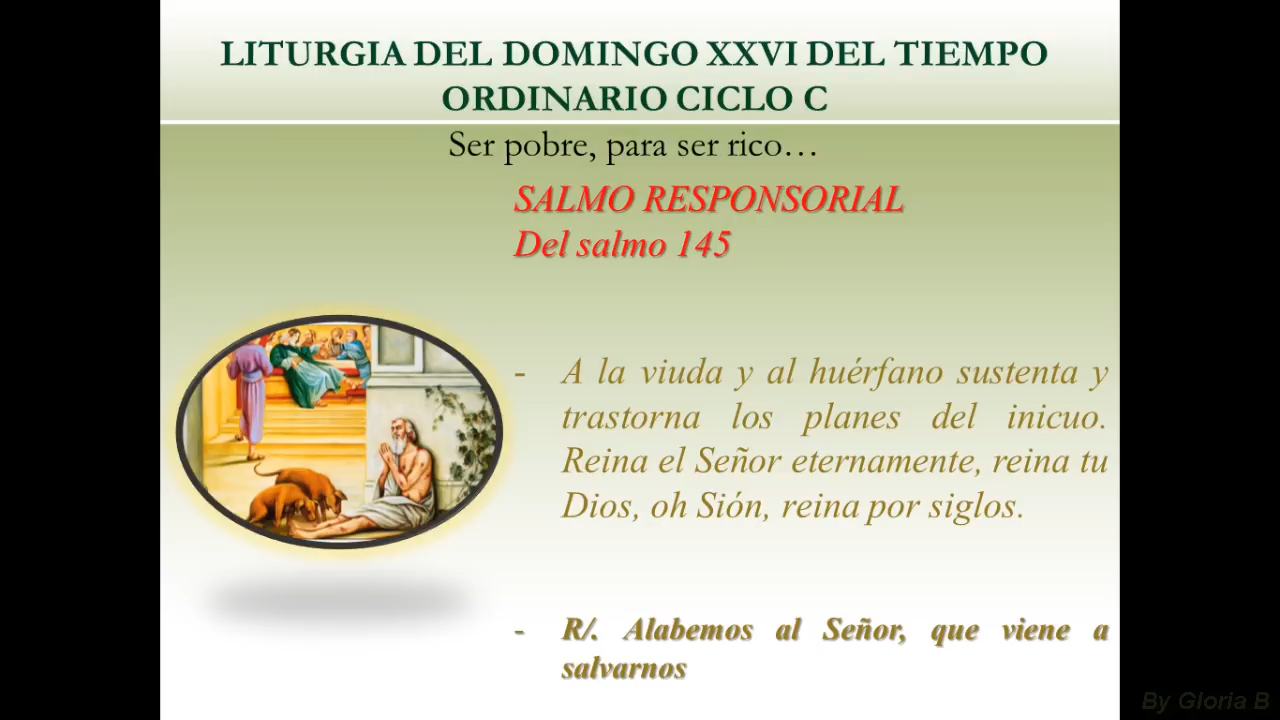 LITURGIA DEL DOMINGO XXVI DEL TIEMPO
ORDINARIO CICLO C
Ser pobre, para ser rico…
SALMO RESPONSORIAL
Del salmo 145
- A la viuda y al huérfano sustenta y
trastorna los planes del inicuo.
Reina el Señor eternamente, reina tu
Dios, oh Sión, reina por siglos.
- R/. Alabemos al Señor, que viene a
salvarnos
By Gloria B